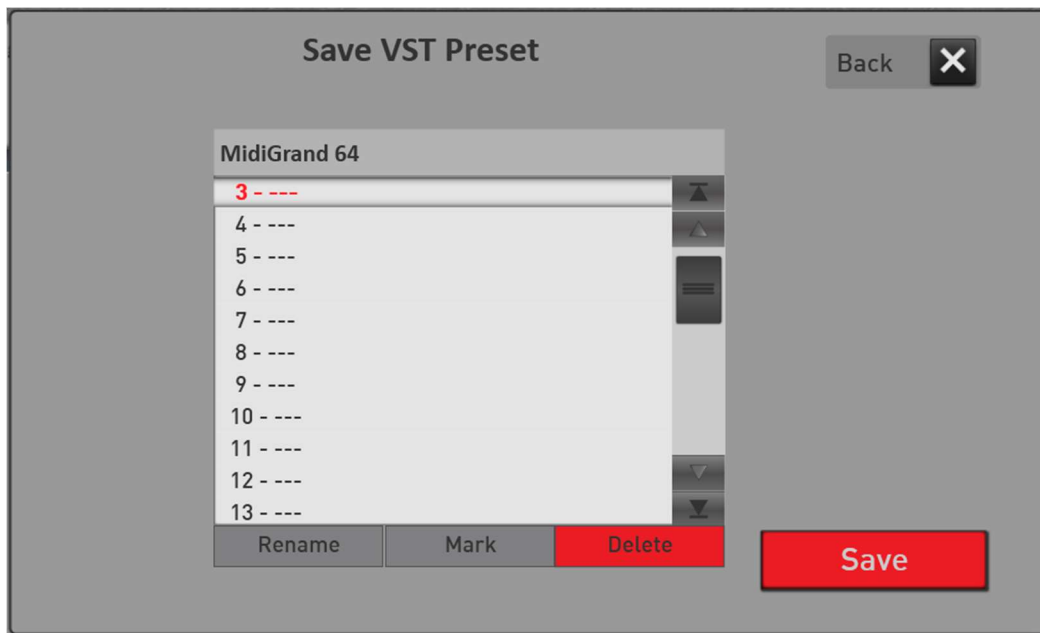 Save VST Preset
Back
MidiGrand 64
3 - ---
4 - ---
5 - ---
6 - ---
7 - ---
8 - ---
9 - ---
10 - ---
11 - ---
12 - ---
13 - ---
Rename Mark Delete
Save